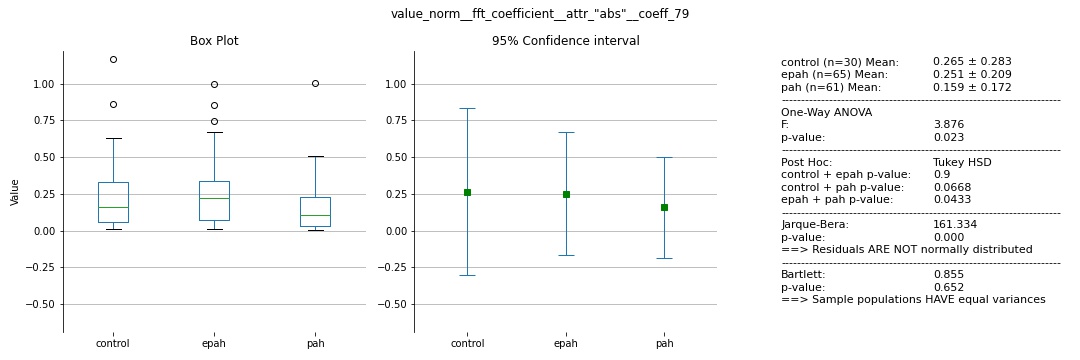 value_norm__fft_coefficient__attr_"abs"__coeff_79
Box Plot
Value
1.00
0.75
0.50
0.25
0.00
−0.25
−0.50
control epah pah
95% Confidence interval
1.00
0.75
0.50
0.25
0.00
−0.25
−0.50
control epah pah
control (n=30) Mean: 0.265 ± 0.283
epah (n=65) Mean: 0.251 ± 0.209
pah (n=61) Mean: 0.159 ± 0.172
One-Way ANOVA
F: 3.876
p-value: 0.023
Post Hoc: Tukey HSD
control + epah p-value: 0.9
control + pah p-value: 0.0668
epah + pah p-value: 0.0433
Jarque-Bera: 161.334
p-value: 0.000
==> Residuals ARE NOT normally distributed
Bartlett: 0.855
p-value: 0.652
==> Sample populations HAVE equal variances